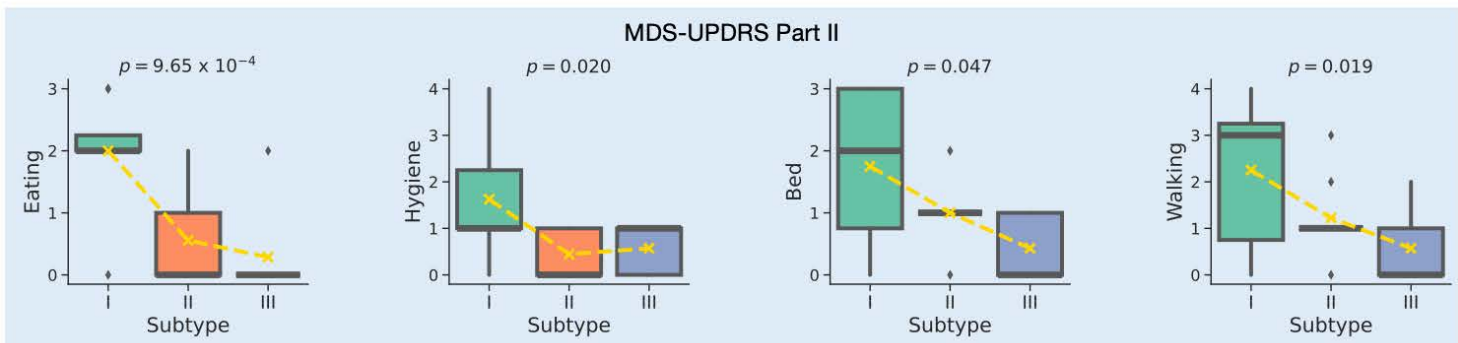 MDS-UPDRS Part II
p = 9.65 x 10⁻⁴
3
2
1
0
Eating
I II III
Subtype
p = 0.020
4
3
2
1
0
Hygiene
I II III
Subtype
p = 0.047
3
2
1
0
Bed
I II III
Subtype
p = 0.019
4
3
2
1
0
Walking
I II III
Subtype